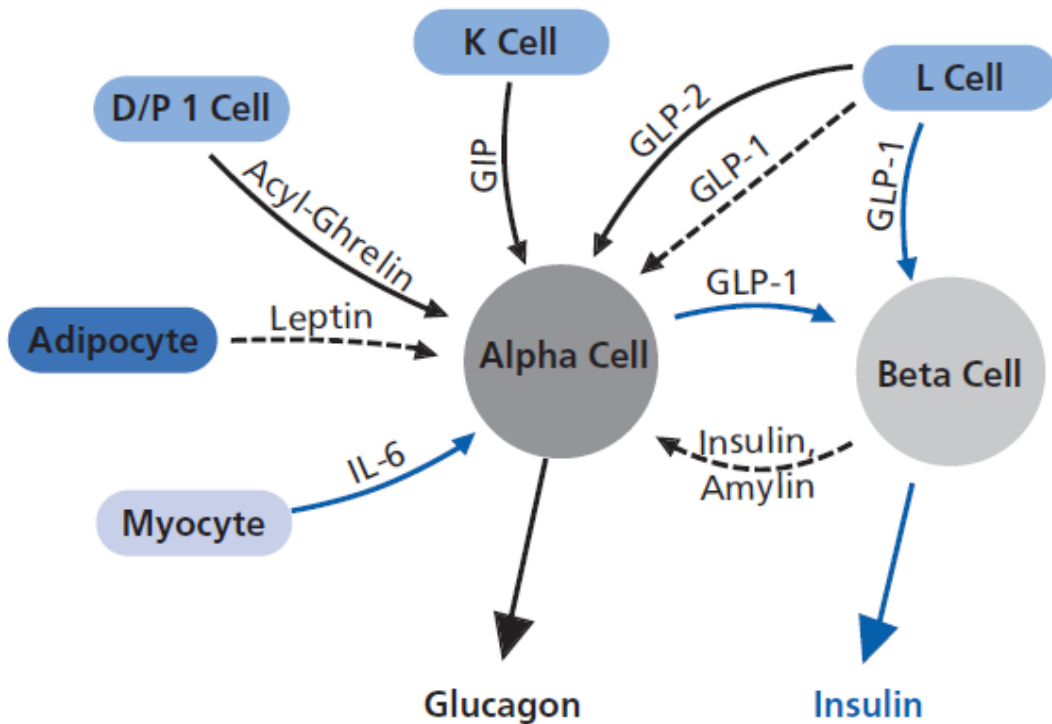 K Cell
L Cell
D/P 1 Cell
GLP-2
GLP-1
GIP
GLP-1
Acyl-Ghrelin
GLP-1
Leptin
Adipocyte
Alpha Cell
Beta Cell
Insulin,
Amylin
IL-6
Myocyte
Glucagon
Insulin